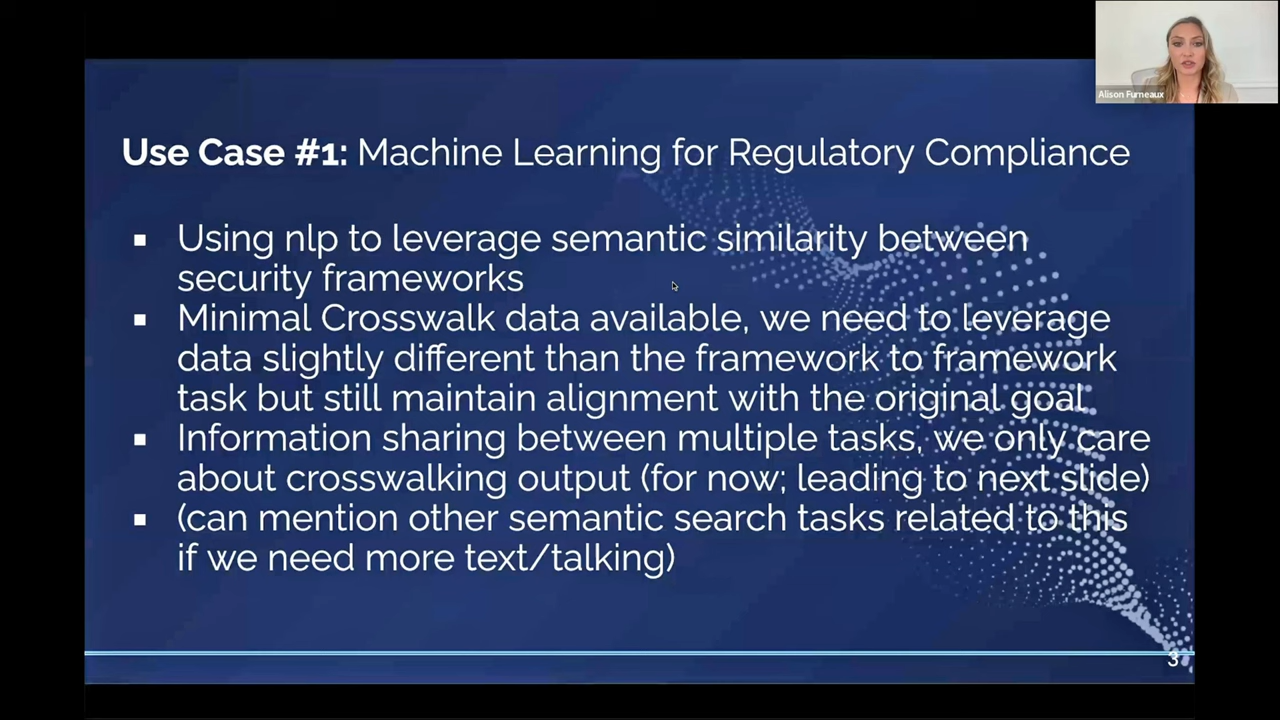 Alison Furneaux
Use Case #1: Machine Learning for Regulatory Compliance
▪ Using nlp to leverage semantic similarity between
security frameworks
▪ Minimal Crosswalk data available, we need to leverage
data slightly different than the framework to framework
task but still maintain alignment with the original goal
▪ Information sharing between multiple tasks, we only care
about crosswalking output (for now; leading to next slide)
▪ (can mention other semantic search tasks related to this
if we need more text/talking)
3